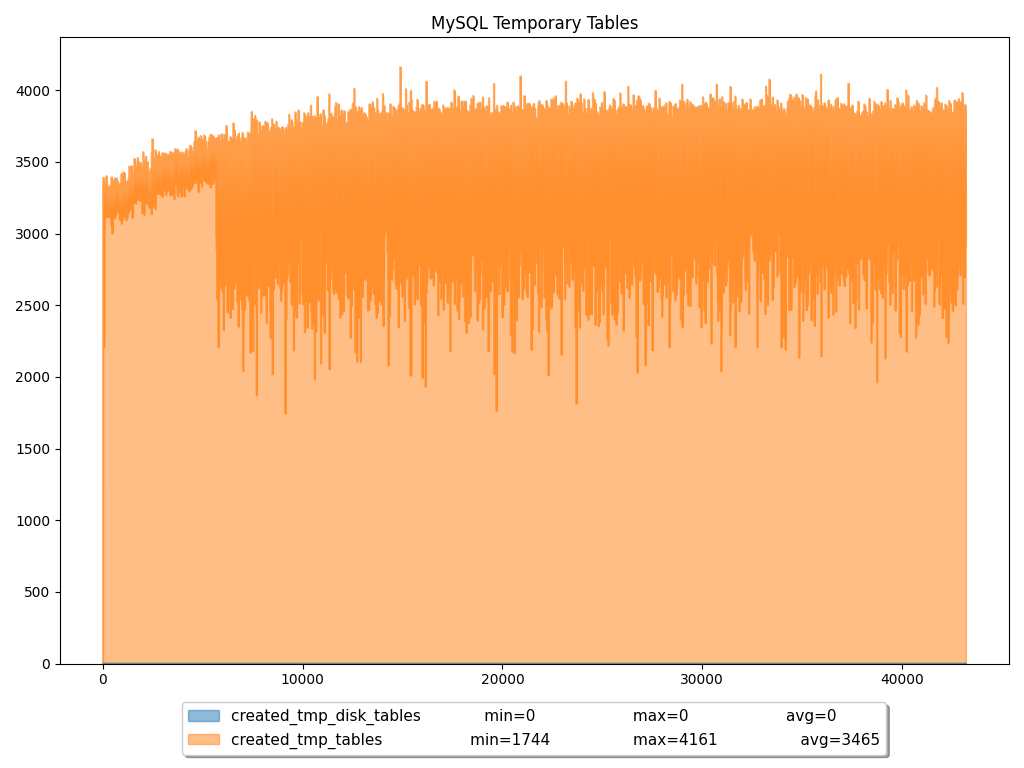 MySQL Temporary Tables
4000
3500
3000
2500
2000
1500
1000
500
0
0 10000 20000 30000 40000
created_tmp_disk_tables min=0 max=0 avg=0
created_tmp_tables min=1744 max=4161 avg=3465